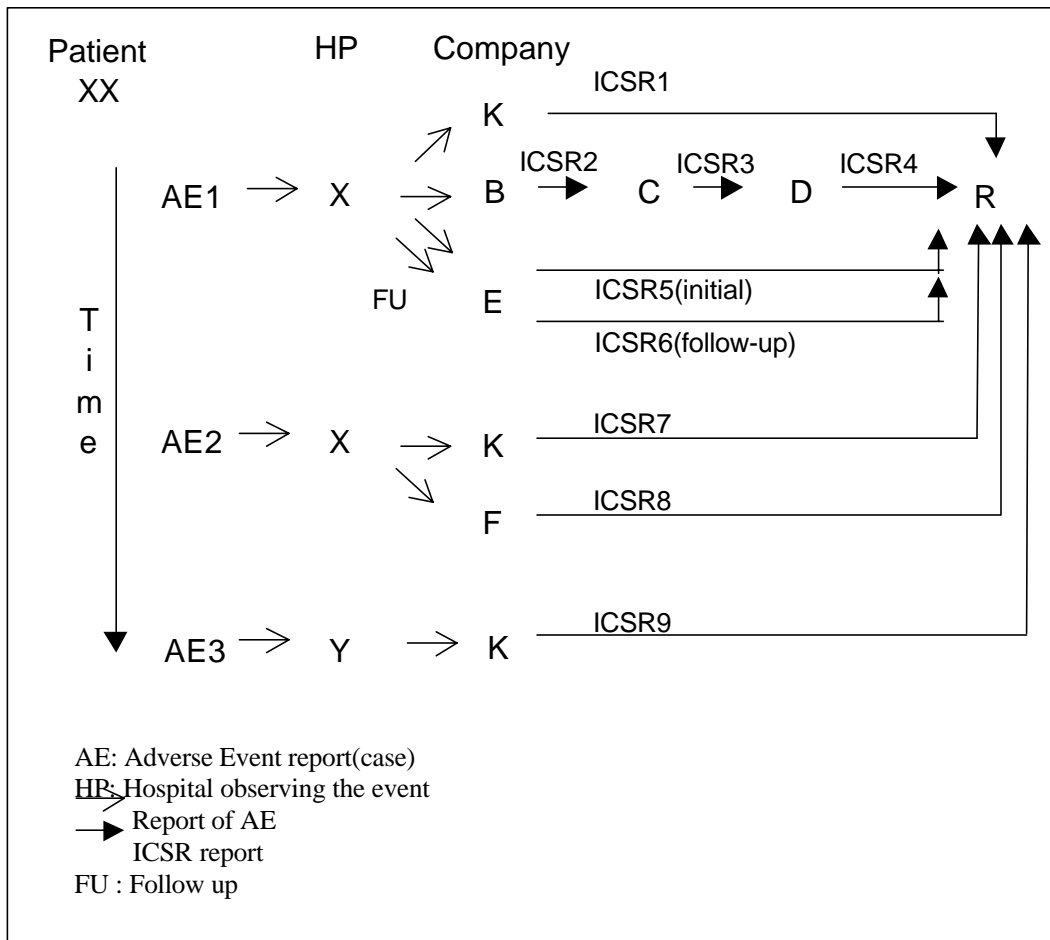 Patient XX HP Company
ICSR1
K
ICSR2 ICSR3 ICSR4
AE1 X B C D R
FU E ICSR5(initial)
ICSR6(follow-up)
Time
ICSR7
AE2 X K
ICSR8
F
ICSR9
AE3 Y K
AE: Adverse Event report(case)
HP: Hospital observing the event
Report of AE
ICSR report
FU : Follow up